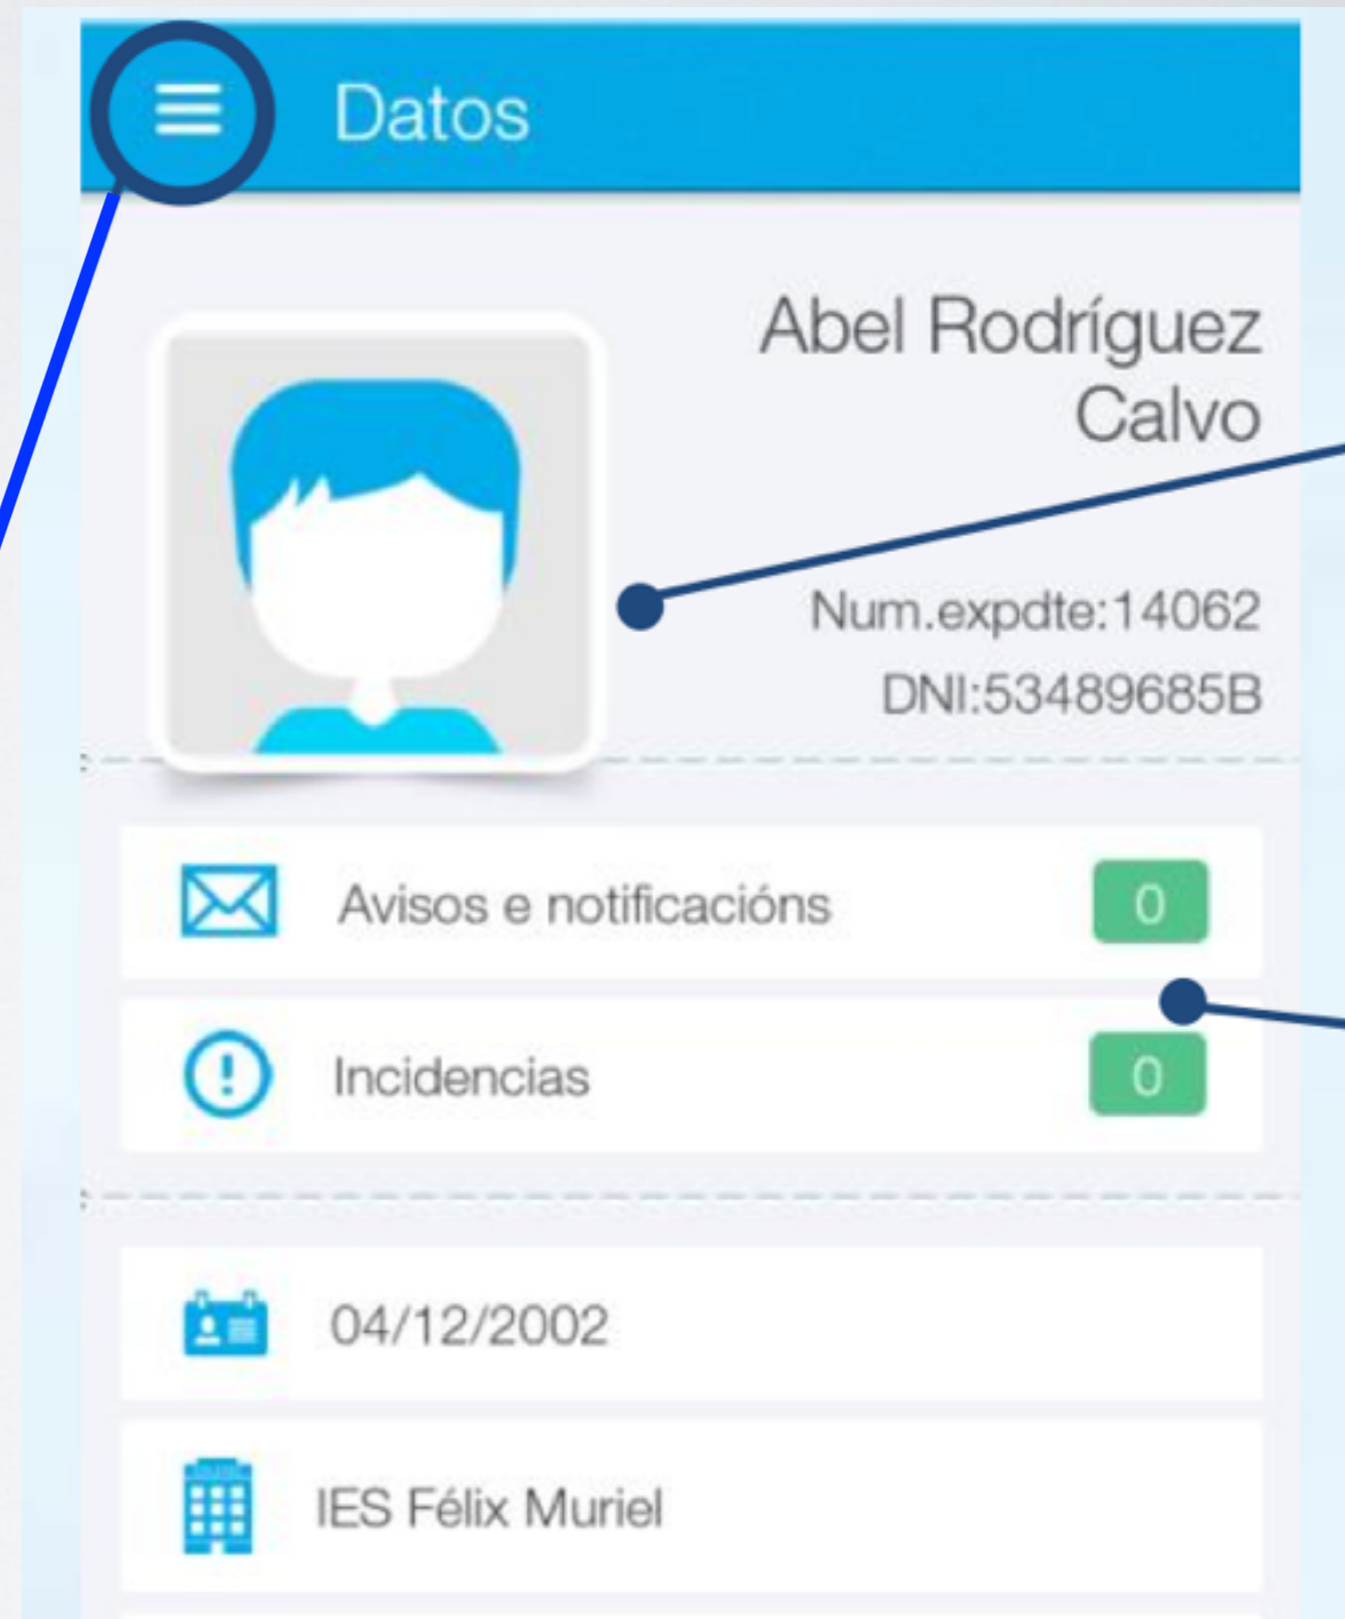 Datos
Abel Rodríguez
Calvo
Num.expdte:14062
DNI:53489685B
Avisos e notificacións
0
Incidencias
0
04/12/2002
IES Félix Muriel